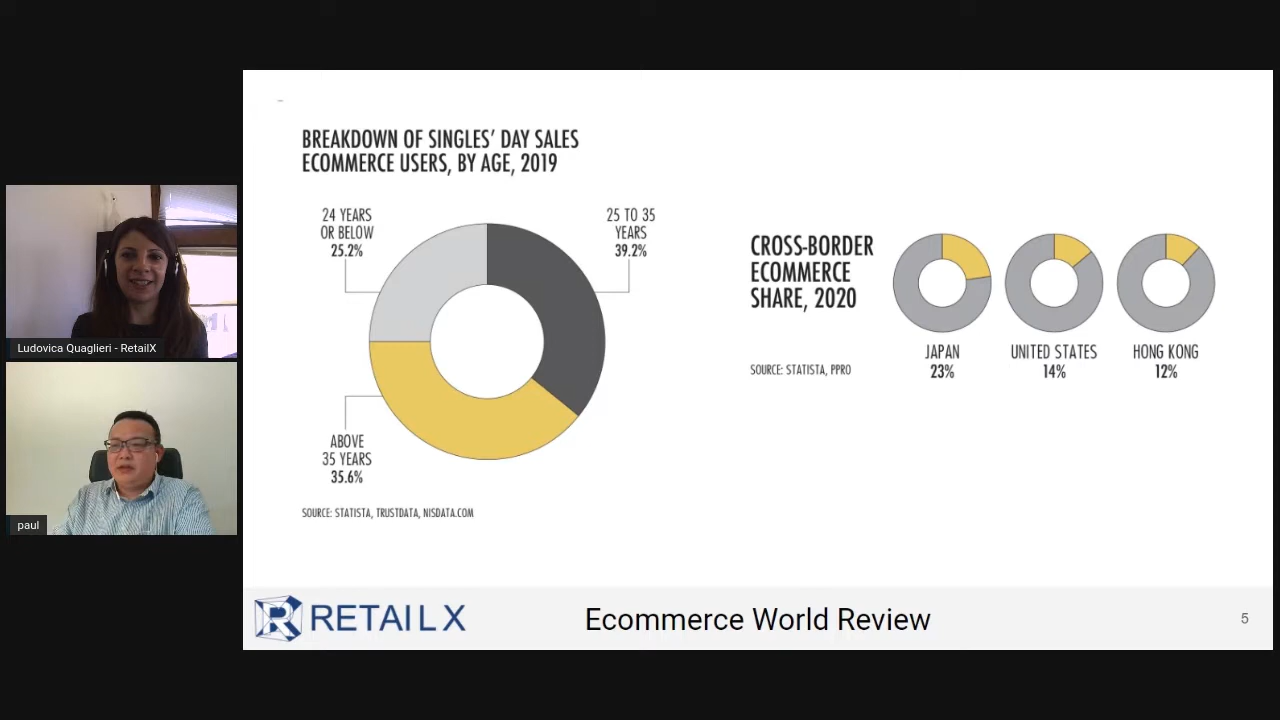 BREAKDOWN OF SINGLES' DAY SALES
ECOMMERCE USERS, BY AGE, 2019
24 YEARS
OR BELOW
25.2%
25 TO 35
YEARS
39.2%
ABOVE
35 YEARS
35.6%
SOURCE: STATISTA, TRUSTDATA, NISDATA.COM
CROSS-BORDER
ECOMMERCE
SHARE, 2020
SOURCE: STATISTA, PPRO
JAPAN
23%
UNITED STATES
14%
HONG KONG
12%
Ludovica Quaglieri - RetailX
paul
RETAIL X
Ecommerce World Review
5